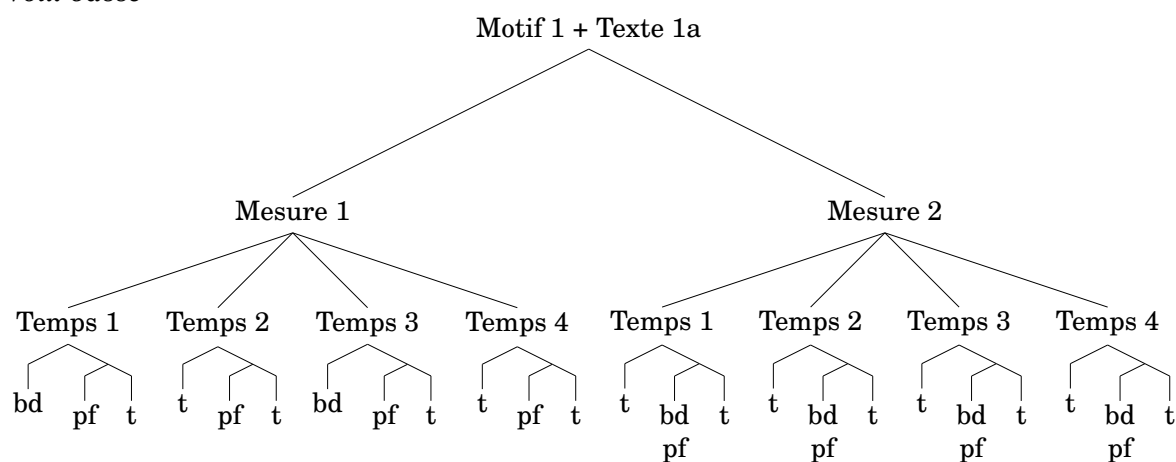 Motif 1 + Texte 1a
Mesure 1 Mesure 2
Temps 1 Temps 2 Temps 3 Temps 4 Temps 1 Temps 2 Temps 3 Temps 4
bd pf t t pf t bd pf t t pf t t bd t t bd t t bd t t bd t
pf pf pf pf